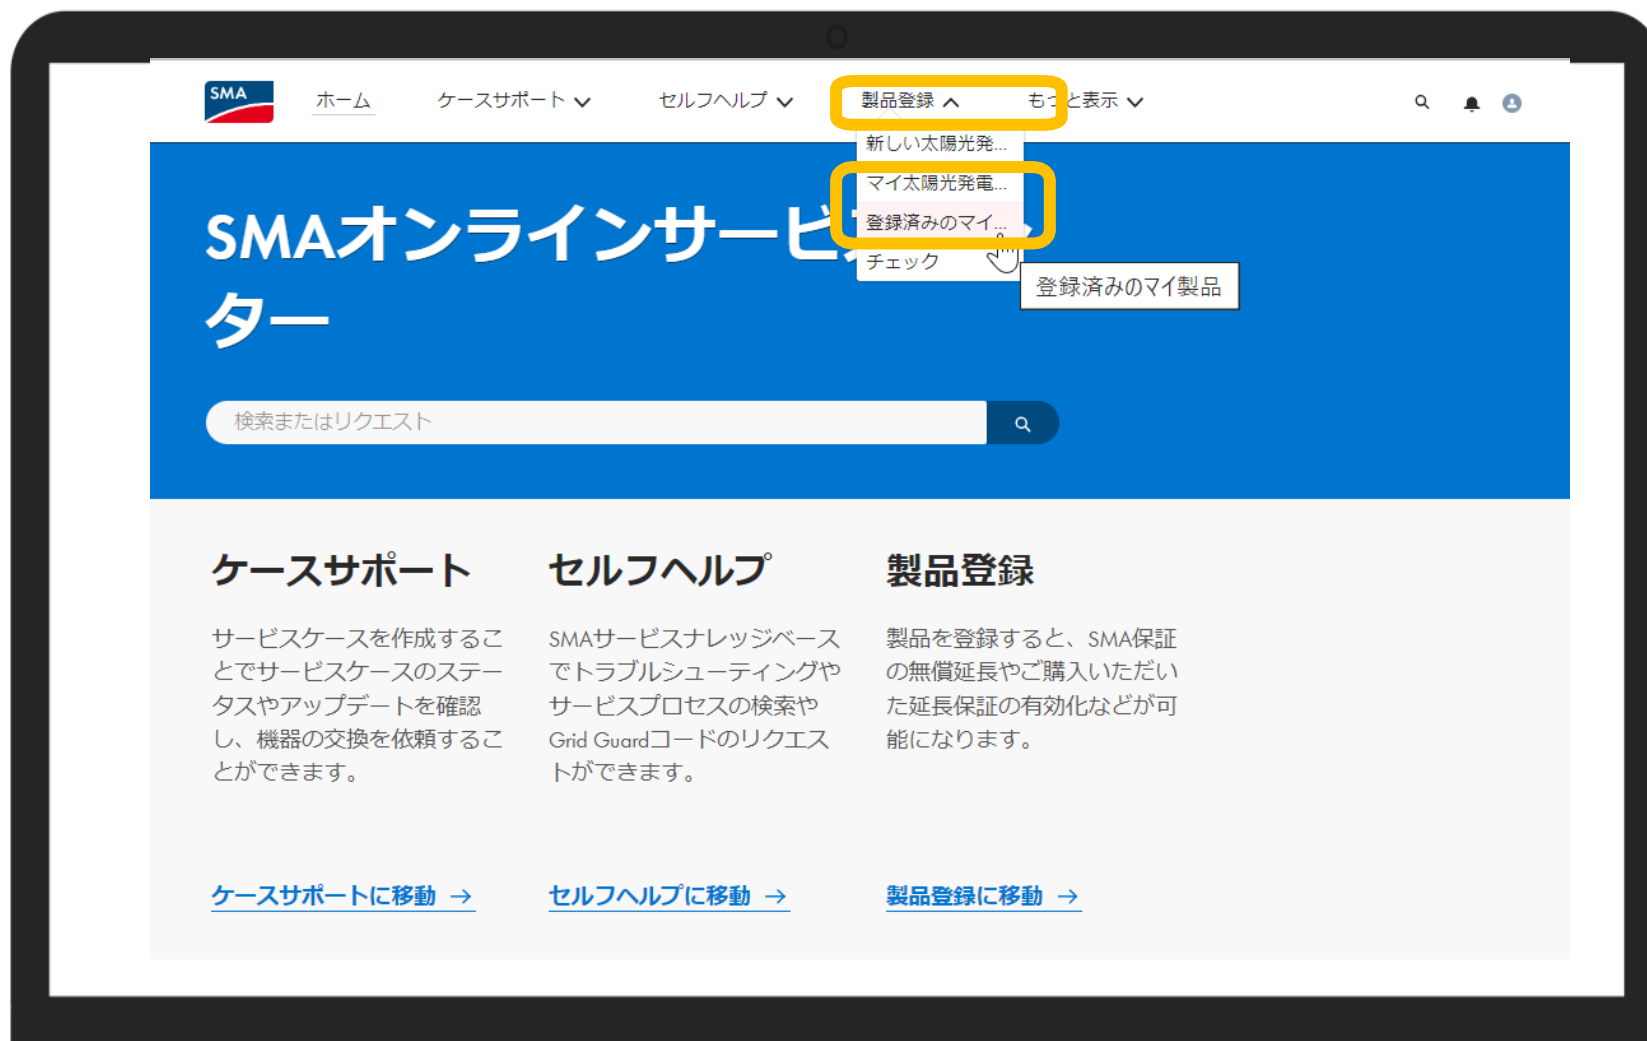 SMA
ホーム
ケースサポート
セルフヘルプ
製品登録
もっと表示
新しい太陽光発...
マイ太陽光発電...
登録済みのマイ...
チェック
登録済みのマイ製品
SMAオンラインサービ
ター
検索またはリクエスト
ケースサポート
サービスケースを作成するこ
とでサービスケースのステー
タスやアップデートを確認
し、機器の交換を依頼するこ
とができます。
ケースサポートに移動 →
セルフヘルプ
SMAサービスナレッジベース
でトラブルシューティングや
サービスプロセスの検索や
Grid Guardコードのリクエス
トができます。
セルフヘルプに移動 →
製品登録
製品を登録すると、SMA保証
の無償延長やご購入いただい
た延長保証の有効化などが可
能になります。
製品登録に移動 →